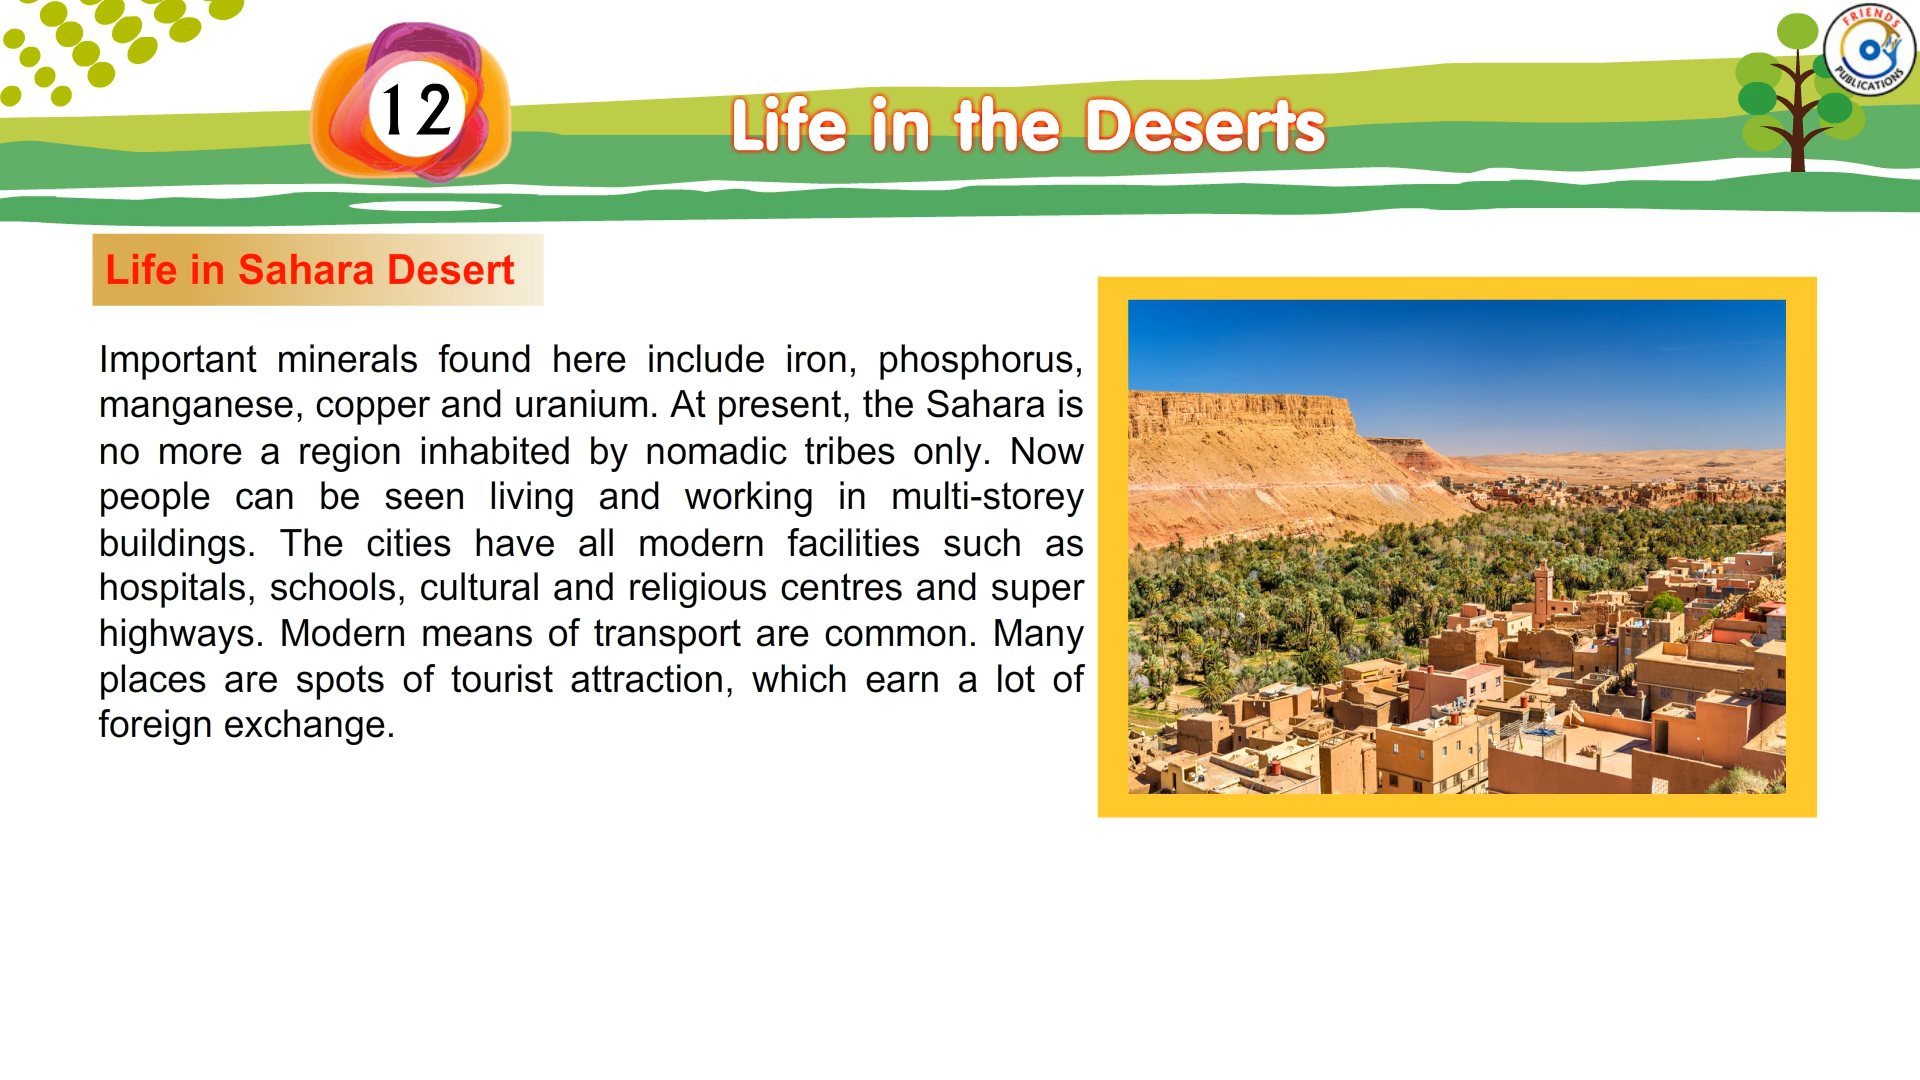 12
Life in the Deserts
FRIENDS
PUBLICATIONS
Life in Sahara Desert
Important minerals found here include iron, phosphorus,
manganese, copper and uranium. At present, the Sahara is
no more a region inhabited by nomadic tribes only. Now
people can be seen living and working in multi-storey
buildings. The cities have all modern facilities such as
hospitals, schools, cultural and religious centres and super
highways. Modern means of transport are common. Many
places are spots of tourist attraction, which earn a lot of
foreign exchange.